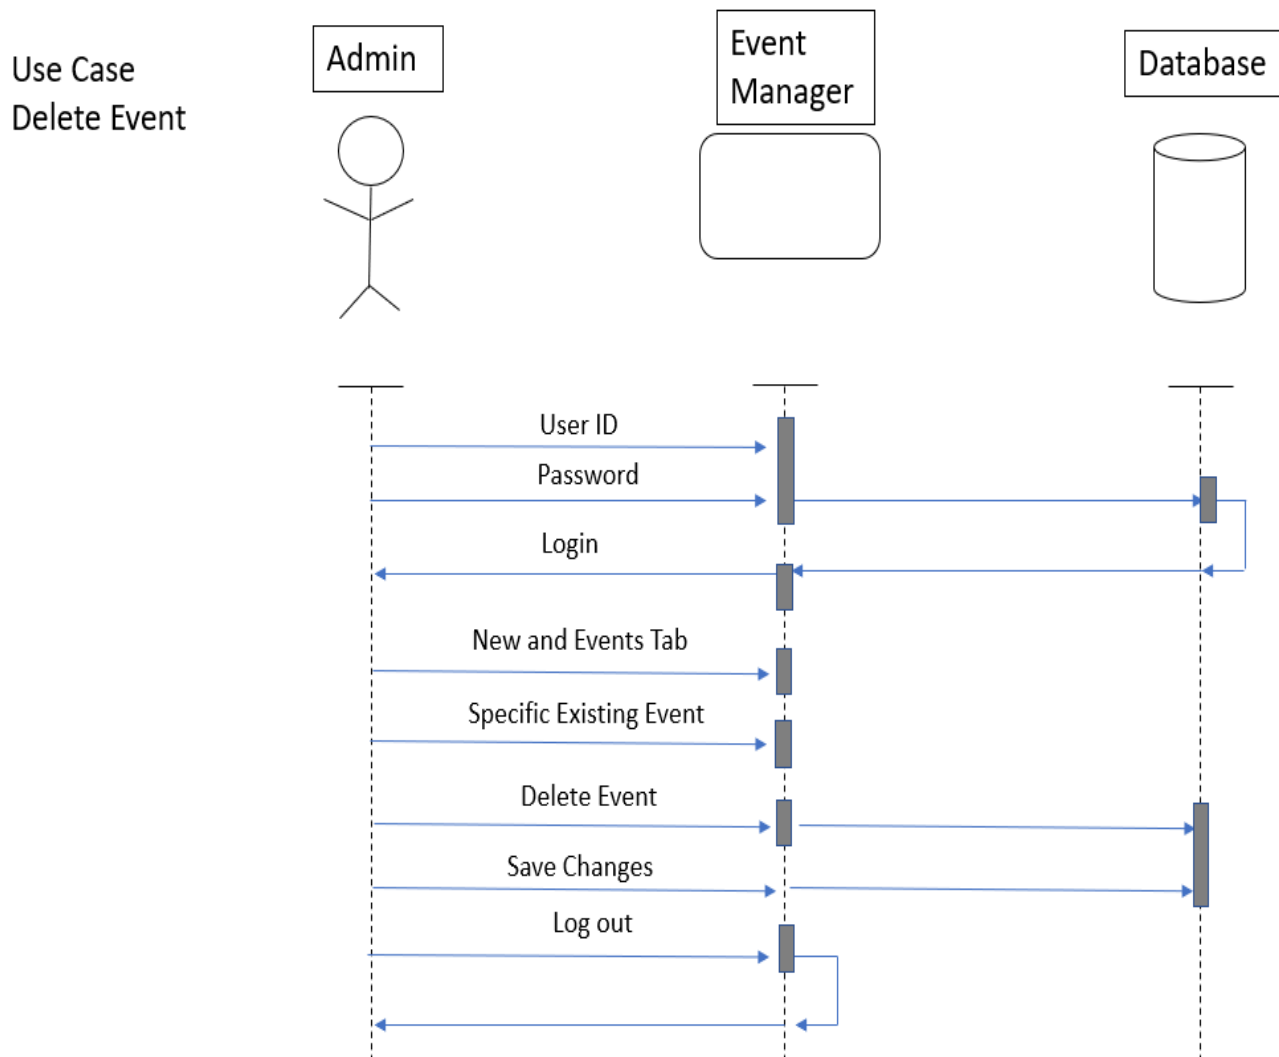 Use Case
Delete Event
Admin
Event
Manager
Database
User ID
Password
Login
New and Events Tab
Specific Existing Event
Delete Event
Save Changes
Log out